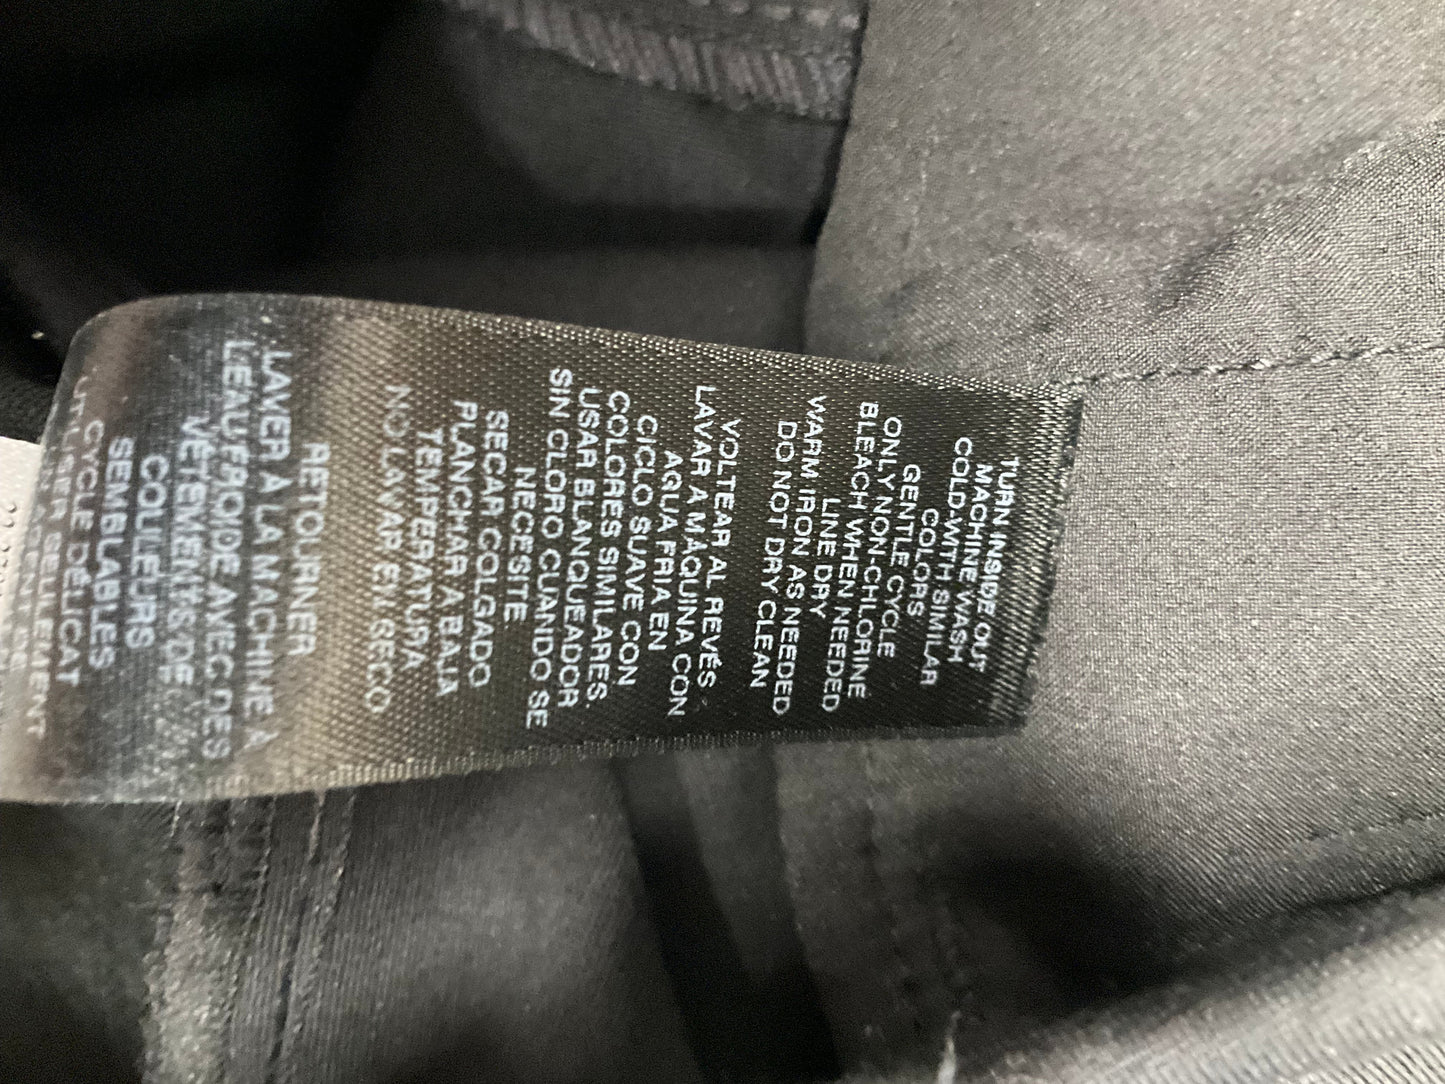 TURN INSIDE OUT
MACHINE WASH
COLD WITH SIMILAR
COLORS
GENTLE CYCLE
ONLY NON-CHLORINE
BLEACH WHEN NEEDED
LINE DRY
WARM IRON AS NEEDED
DO NOT DRY CLEAN
VOLTEAR AL REVÉS
LAVAR A MÁQUINA CON
AQUA FRIA EN
CICLO SUAVE CON
COLORES SIMILARES.
USAR BLANQUEADOR
SIN CLORO CUANDO SE
NECESITE
SECAR COLGADO
PLANCHAR A BAJA
TEMPERATURA
NO LAVAR EN SECO
RETOURNER
LAVER À LA MACHINE À
L'EAU FROIDE AVEC DES
VÊTEMENTS DE
COULEURS
SEMBLABLES
CYCLE DÉLICAT
UTILISER SEULEMENT